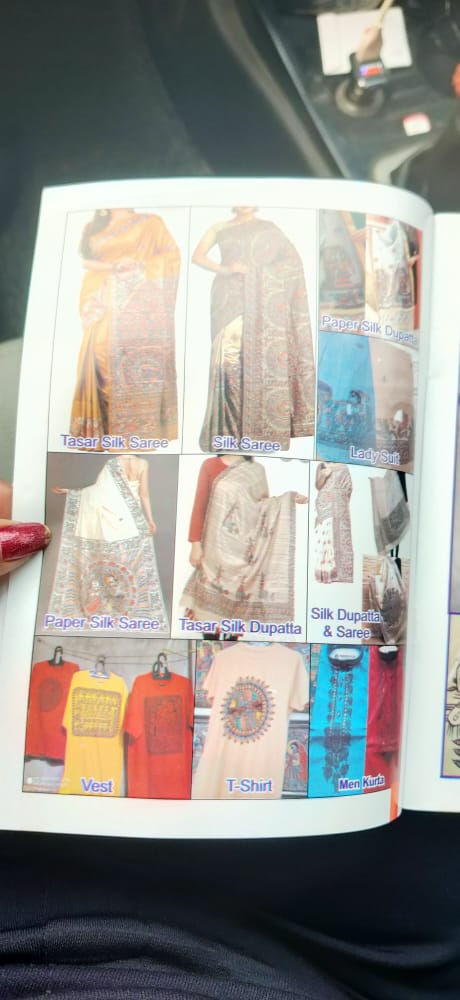 Tasar Silk Saree
Silk Saree
Paper Silk Dupatta
Lady Suit
Paper Silk Saree
Tasar Silk Dupatta
Silk Dupatta
& Saree
Vest
T-Shirt
Men Kurta